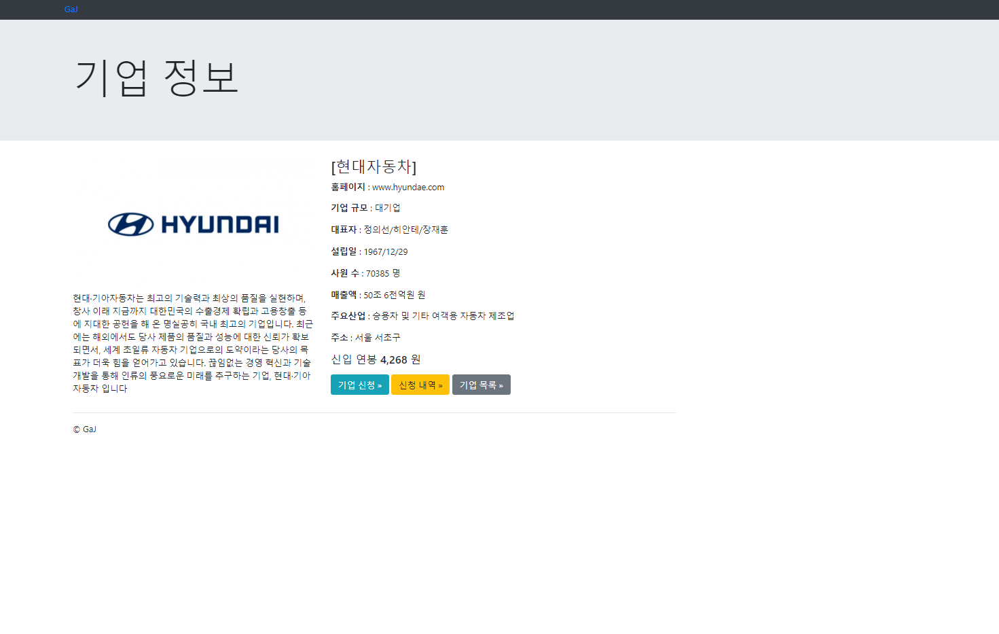 GaJ
기업 정보
HYUNDAI
현대·기아자동차는 최고의 기술력과 최상의 품질을 실현하며,
창사 이래 지금까지 대한민국의 수출경제 확립과 고용창출 등
에 지대한 공헌을 해 온 명실공히 국내 최고의 기업입니다. 최근
에는 해외에서도 당사 제품의 품질과 성능에 대한 신뢰가 확보
되면서, 세계 초일류 자동차 기업으로의 도약이라는 당사의 목
표가 더욱 힘을 얻어가고 있습니다. 끊임없는 경영 혁신과 기술
개발을 통해 인류의 풍요로운 미래를 추구하는 기업, 현대·기아
자동차 입니다
[현대자동차]
홈페이지 : www.hyundae.com
기업 규모 : 대기업
대표자 : 정의선/히안테/장재훈
설립일 : 1967/12/29
사원 수 : 70385 명
매출액 : 50조 6천억원 원
주요산업 : 승용차 및 기타 여객용 자동차 제조업
주소 : 서울 서초구
신입 연봉 4,268 원
기업 신청 » 신청 내역 » 기업 목록 »
© GaJ